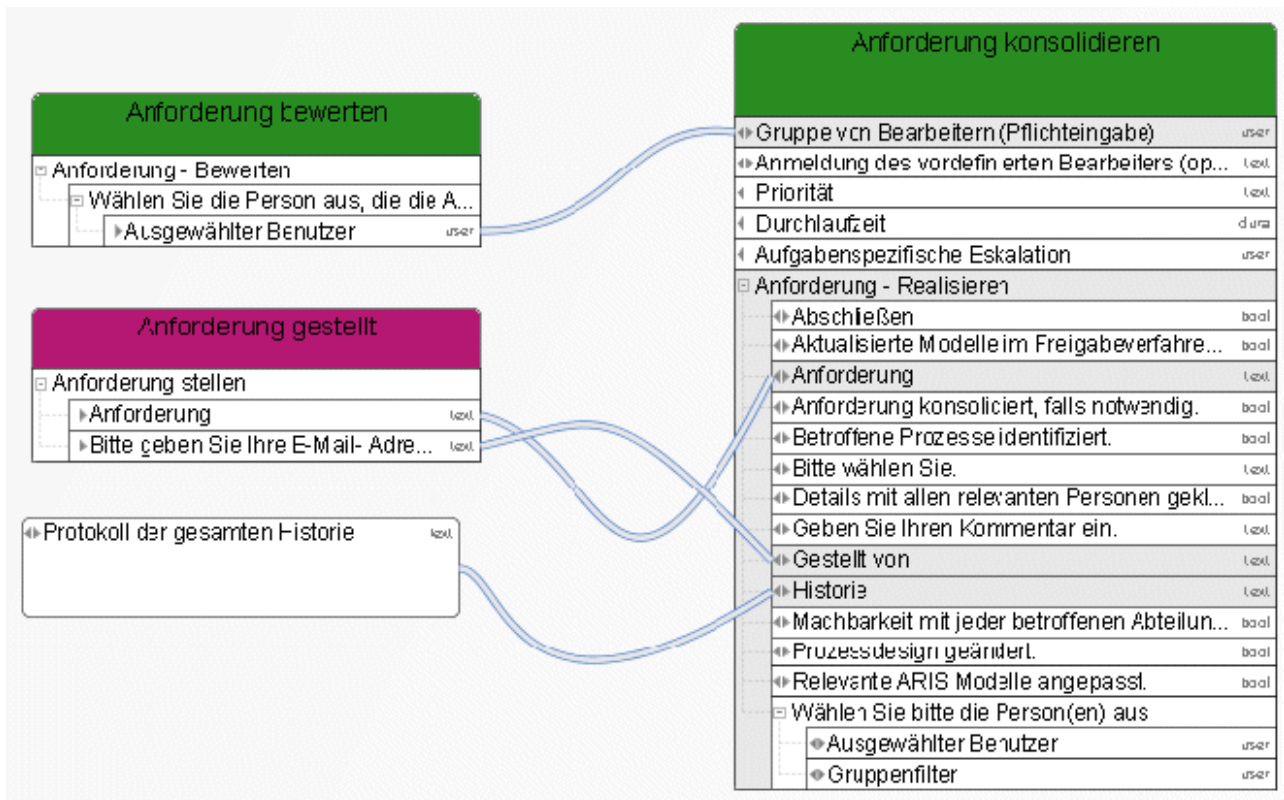 Anforderung bewerten
Anforderung - Bewerten
Wählen Sie die Person aus, die die A...
Ausgewählter Benutzer user
Anforderung gestellt
Anforderung stellen
Anforderung text
Bitte geben Sie Ihre E-Mail- Adre... text
Protokoll der gesamten Historie text
Anforderung konsolidieren
Gruppe von Bearbeitern (Pflichteingabe) user
Anmeldung des vordefinierten Bearbeiters (op... text
Priorität text
Durchlaufzeit dura
Aufgabenspezifische Eskalation user
Anforderung - Realisieren
Abschließen bool
Aktualisierte Modelle im Freigabeverfahre... bool
Anforderung text
Anforderung konsoliciert, falls notwendig. bool
Betroffene Prozesse identifiziert. bool
Bitte wählen Sie. text
Details mit allen relevanten Personen gekl... bool
Geben Sie Ihren Kommentar ein. text
Gestellt von text
Historie text
Machbarkeit mit jeder betroffenen Abteilun... bool
Prozessdesign geändert. bool
Relevante ARIS Modelle angepasst. bool
Wählen Sie bitte die Person(en) aus
Ausgewählter Benutzer user
Gruppenfilter user